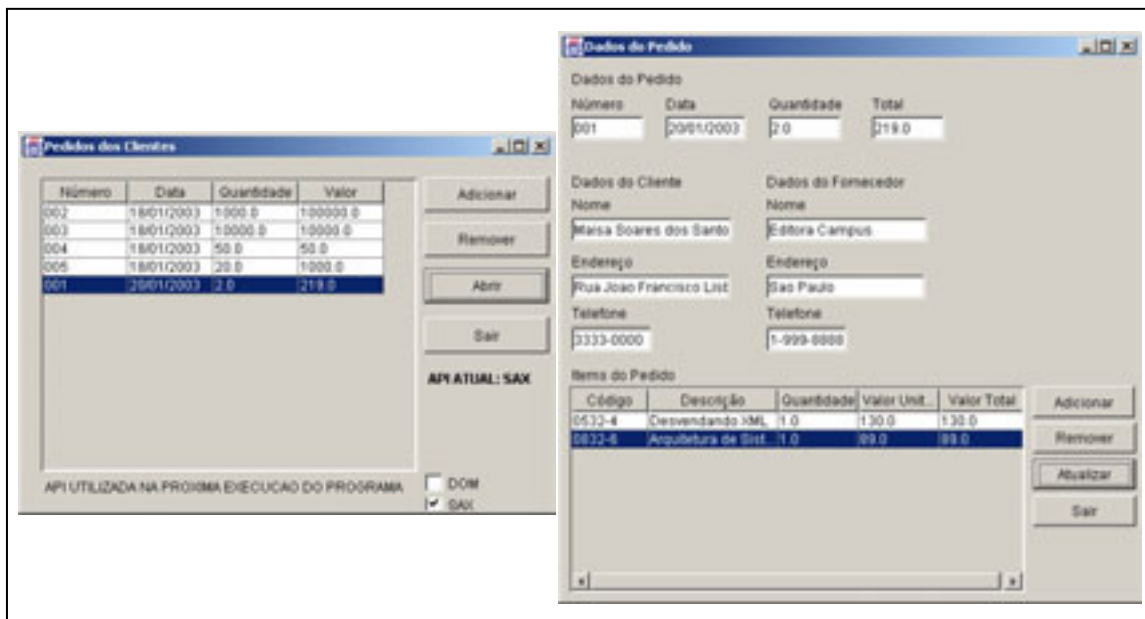 Pedidos dos Clientes
Número Data Quantidade Valor
002 18/01/2003 1000.0 100000.0
003 18/01/2003 10000.0 10000.0
004 18/01/2003 50.0 50.0
005 18/01/2003 20.0 1000.0
001 20/01/2003 2.0 219.0
Adicionar
Remover
Abrir
Sair
API ATUAL: SAX
API UTILIZADA NA PROXIMA EXECUCAO DO PROGRAMA
DOM
SAX
Dados do Pedido
Dados do Pedido
Número Data Quantidade Total
001 20/01/2003 2.0 219.0
Dados do Cliente Dados do Fornecedor
Nome Nome
Maisa Soares dos Santo Editora Campus
Endereço Endereço
Rua Joao Francisco List Sao Paulo
Telefone Telefone
3333-0000 1-999-8888
Items do Pedido
Código Descrição Quantidade Valor Unit... Valor Total
0532-4 Desvendando XML 1.0 130.0 130.0
0832-6 Arquitetura de Sist... 1.0 89.0 89.0
Adicionar
Remover
Atualizar
Sair